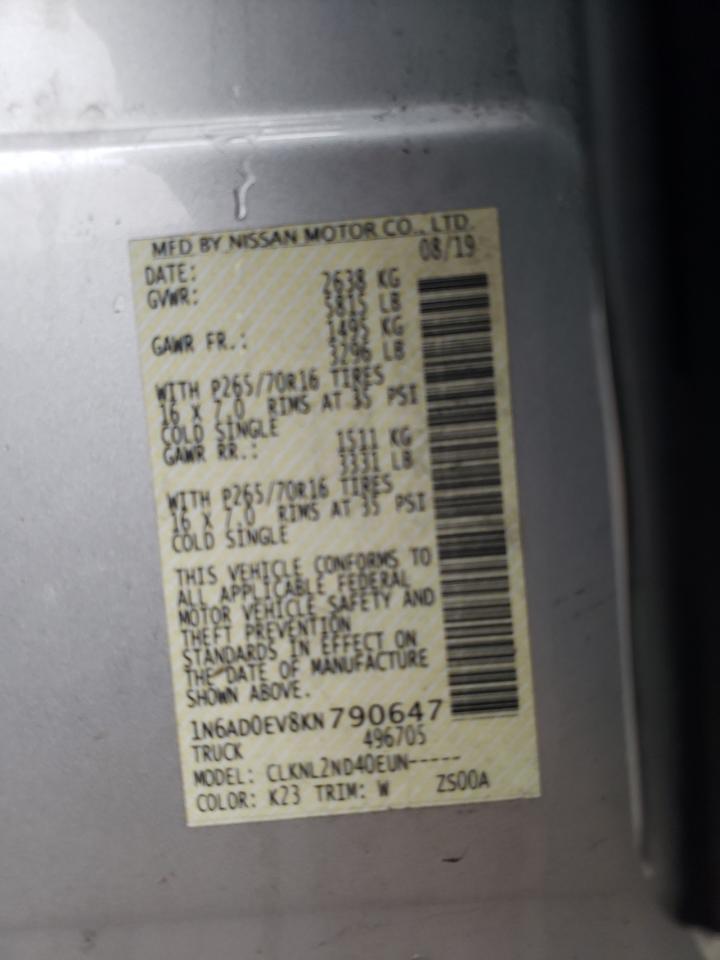 MFD BY NISSAN MOTOR CO., LTD.
DATE: 08/19
GVWR: 2638 KG
5815 LB
GAWR FR.: 1495 KG
3296 LB
WITH P265/70R16 TIRES
16 X 7.0 RIMS AT 35 PSI
COLD SINGLE
GAWR RR.: 1511 KG
3331 LB
WITH P265/70R16 TIRES
16 X 7.0 RIMS AT 35 PSI
COLD SINGLE
THIS VEHICLE CONFORMS TO
ALL APPLICABLE FEDERAL
MOTOR VEHICLE SAFETY AND
THEFT PREVENTION
STANDARDS IN EFFECT ON
THE DATE OF MANUFACTURE
SHOWN ABOVE.
1N6AD0EV8KN790647
TRUCK 496705
MODEL: CLKNL2ND40EUN-----
COLOR: K23 TRIM: W ZS00A